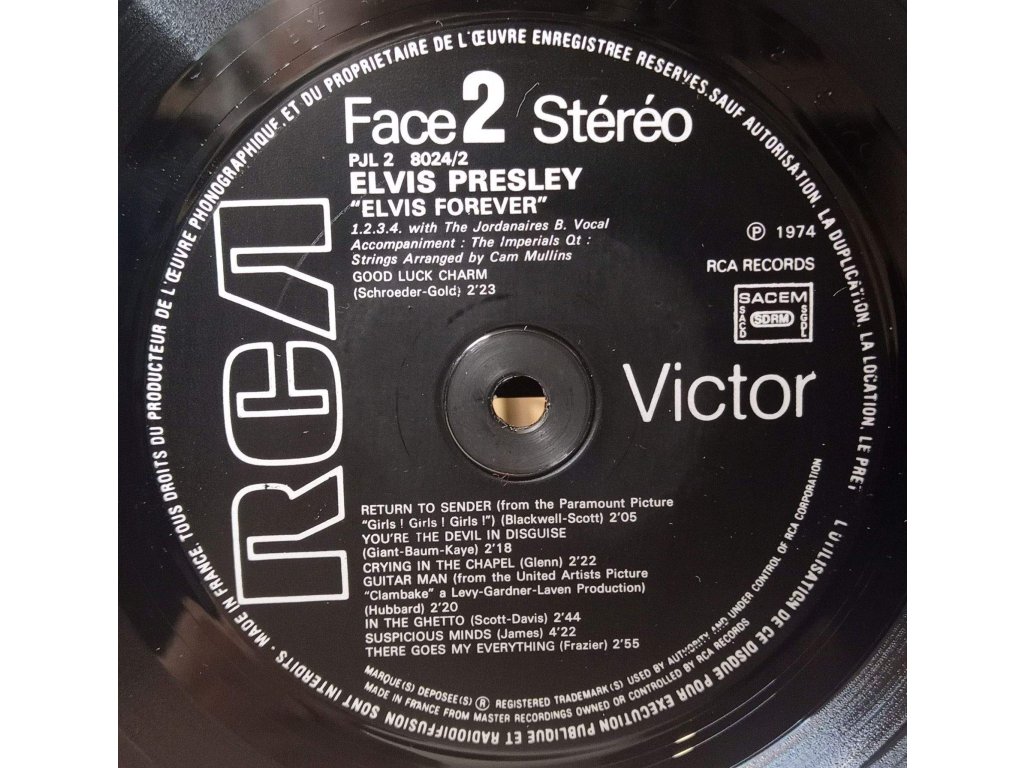 Face 2 Stéréo
PJL 2 8024/2
ELVIS PRESLEY
"ELVIS FOREVER"
1.2.3.4. with The Jordanaires B. Vocal
Accompaniment : The Imperials Qt :
Strings Arranged by Cam Mullins
GOOD LUCK CHARM
(Schroeder-Gold) 2'23
℗ 1974
RCA RECORDS
SACEM
SACD SDRM SGDL
RCA
Victor
RETURN TO SENDER (from the Paramount Picture
"Girls ! Girls ! Girls !") (Blackwell-Scott) 2'05
YOU'RE THE DEVIL IN DISGUISE
(Giant-Baum-Kaye) 2'18
CRYING IN THE CHAPEL (Glenn) 2'22
GUITAR MAN (from the United Artists Picture
"Clambake" a Levy-Gardner-Laven Production)
(Hubbard) 2'20
IN THE GHETTO (Scott-Davis) 2'44
SUSPICIOUS MINDS (James) 4'22
THERE GOES MY EVERYTHING (Frazier) 2'55
MARQUE(S) DEPOSEE(S) ® REGISTERED TRADEMARK(S) USED BY AUTHORITY AND UNDER CONTROL OF RCA CORPORATION
MADE IN FRANCE FROM MASTER RECORDINGS OWNED OR CONTROLLED BY RCA RECORDS
MADE IN FRANCE. TOUS DROITS DU PRODUCTEUR DE L'ŒUVRE PHONOGRAPHIQUE.ET DU PROPRIETAIRE DE L'ŒUVRE ENREGISTREE RESERVES.SAUF AUTORISATION. LA DUPLICATION. LA LOCATION. LE PRET L'UTILISATION DE CE DISQUE POUR EXECUTION PUBLIQUE ET RADIODIFFUSION SONT INTERDITS ·